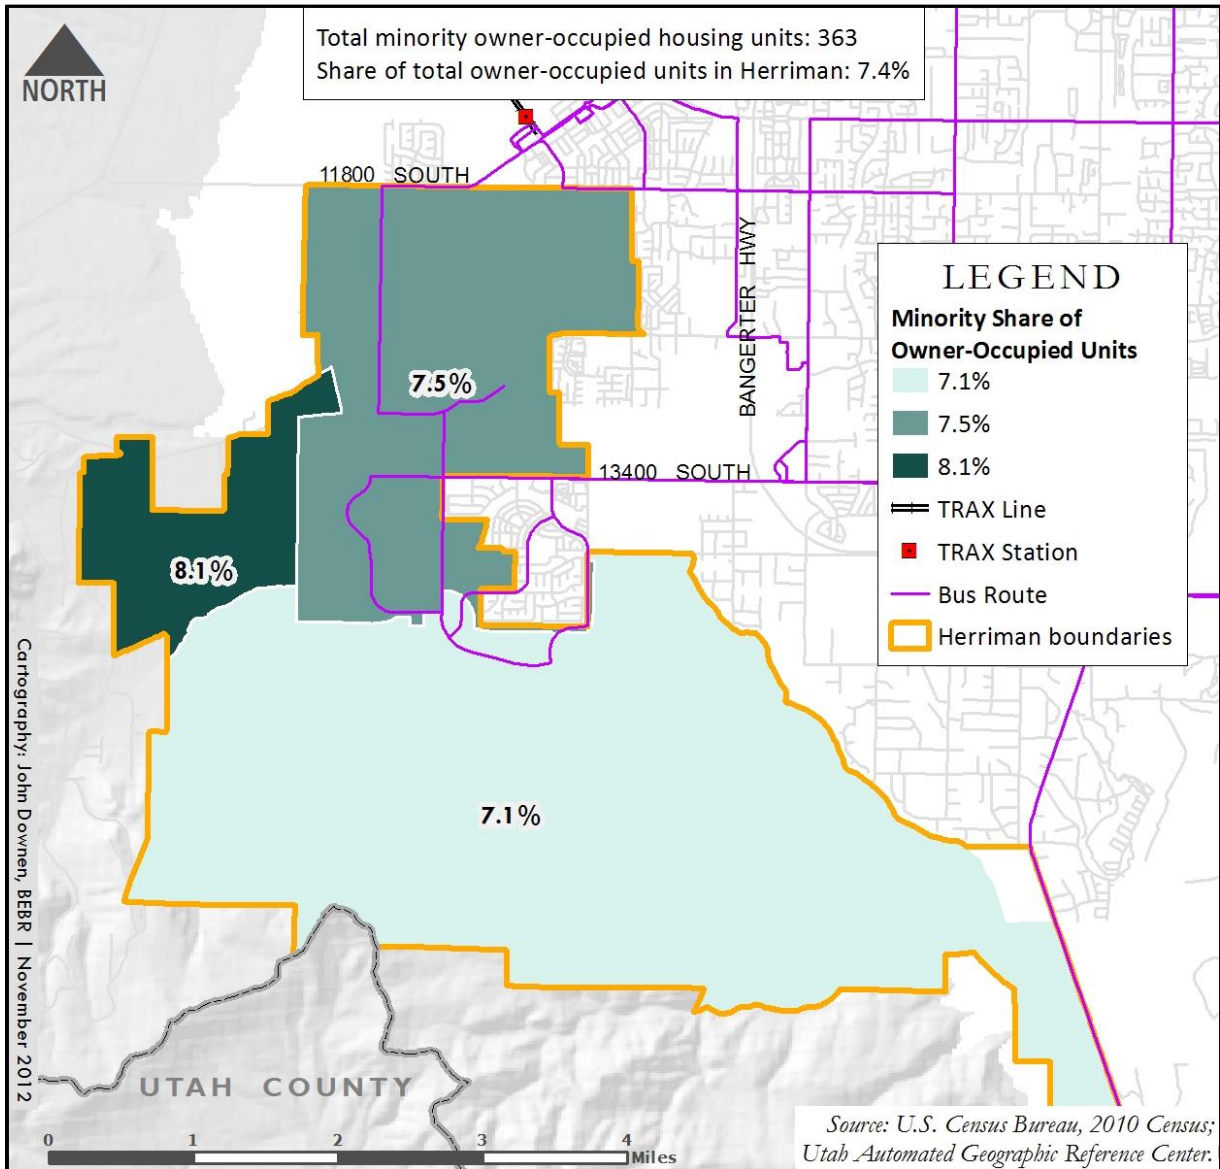 Total minority owner-occupied housing units: 363
Share of total owner-occupied units in Herriman: 7.4%
NORTH
11800 SOUTH
BANGERTER HWY
LEGEND
Minority Share of
Owner-Occupied Units
7.1%
7.5%
8.1%
TRAX Line
TRAX Station
Bus Route
Herriman boundaries
7.5%
13400 SOUTH
8.1%
7.1%
Cartography: John Downen, BEBR | November 2012
UTAH COUNTY
0 1 2 3 4
Miles
Source: U.S. Census Bureau, 2010 Census;
Utah Automated Geographic Reference Center.